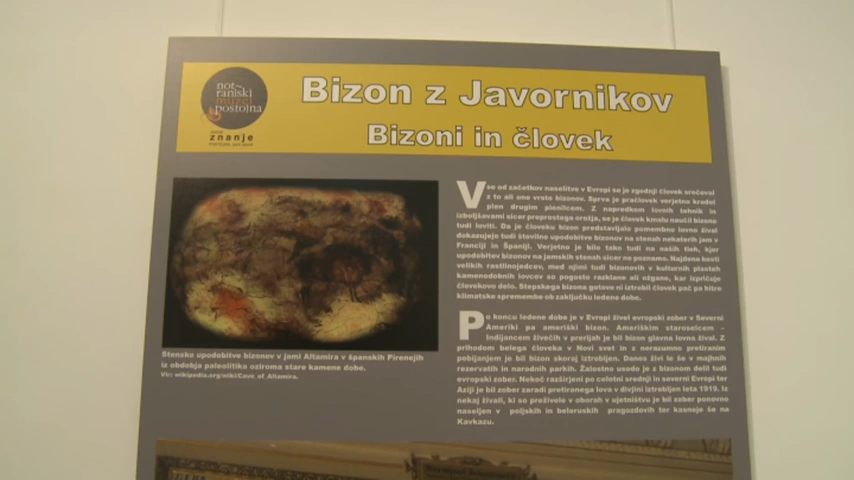 not
ranjski
muzej
postojna
znanje
Bizon z Javornikov
Bizoni in človek
Vse od začetkov naselitve v Evropi se je zgodnji človek srečeval
z to ali ono vrsto bizonov. Sprva je pračlovek verjetno kradel
plen drugim plenilcem. Z napredkom lovnih tehnik in
izboljšavami sicer preprostega orožja, se je človek kmalu naučil bizone
tudi loviti. Da je človeku bizon predstavljalo pomembno lovno žival
dokazujejo tudi številne upodobitve bizonov na stenah nekaterih jam v
Franciji in Španiji. Verjetno je bilo tako tudi na naših tleh, kjer
upodobitev bizonov na jamskih stenah sicer ne poznamo. Najdene kosti
velikih rastlinojedcev, med njimi tudi bizonovih v kulturnih plasteh
kamenodobnih lovcev so pogosto razklane ali ožgane, kar izpričuje
človekovo delo. Stepskega bizona gotovo ni iztrebil človek pač pa hitre
klimatske spremembe ob zaključku ledene dobe.
Po koncu ledene dobe je v Evropi živel evropski zober v Severni
Ameriki pa ameriški bizon. Ameriškim staroselcem –
Indijancem živečih v prerijah je bil bizon glavna lovna žival. Z
prihodom belega človeka v Novi svet in z nerazumno pretiranim
pobijanjem je bil bizon skoraj iztrebljen. Danes živi le še v majhnih
rezervatih in narodnih parkih. Žalostno usodo je z bizonom delil tudi
evropski zober. Nekoč razširjeni po celotni srednji in severni Evropi ter
Aziji je bil zober zaradi pretiranega lova v divjini iztrebljen leta 1919. Iz
nekaj živali, ki so preživele v oborah v ujetništvu je bil zober ponovno
naseljen v poljskih in beloruskih pragozdovih ter kasneje še na
Kavkazu.
Stenske upodobitve bizonov v jami Altamira v španskih Pirenejih
iz obdobja paleolitika oziroma stare kamene dobe.
Vir: wikipedia.org/wiki/Cave_of_Altamira.